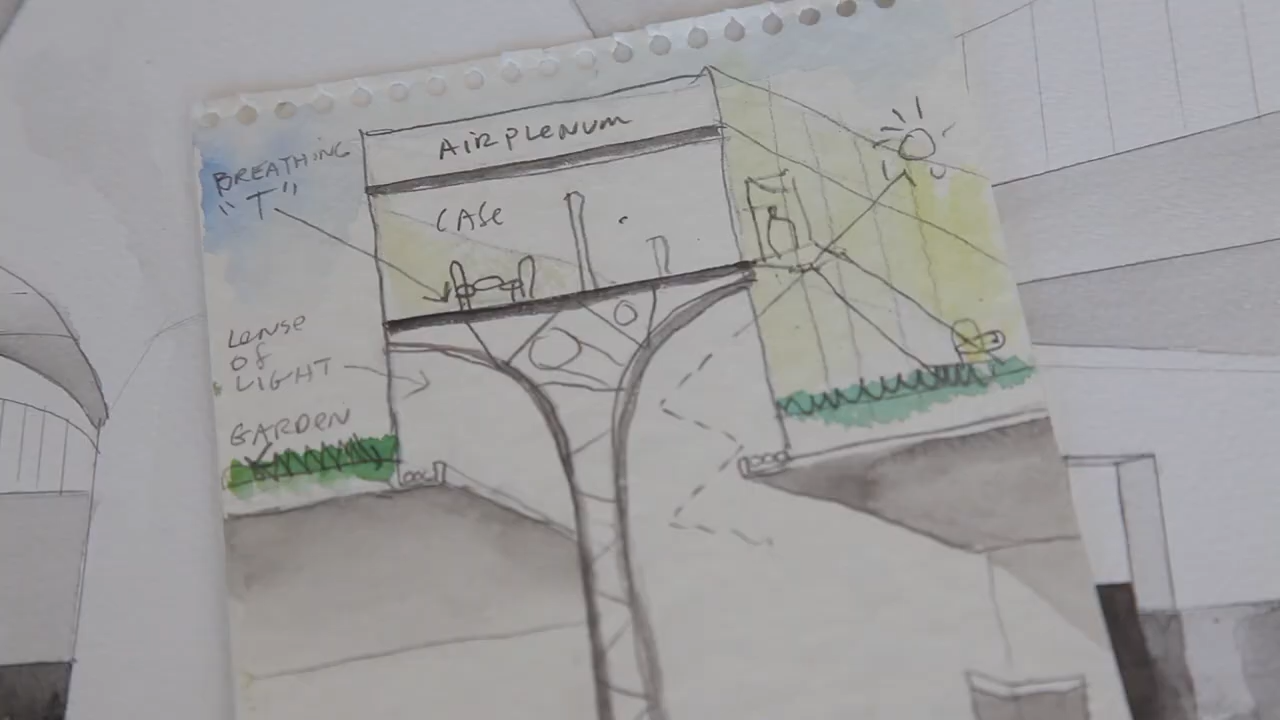 AIRPLENUM
BREATHING
"T"
CASE
LENSE
OF
LIGHT
GARDEN